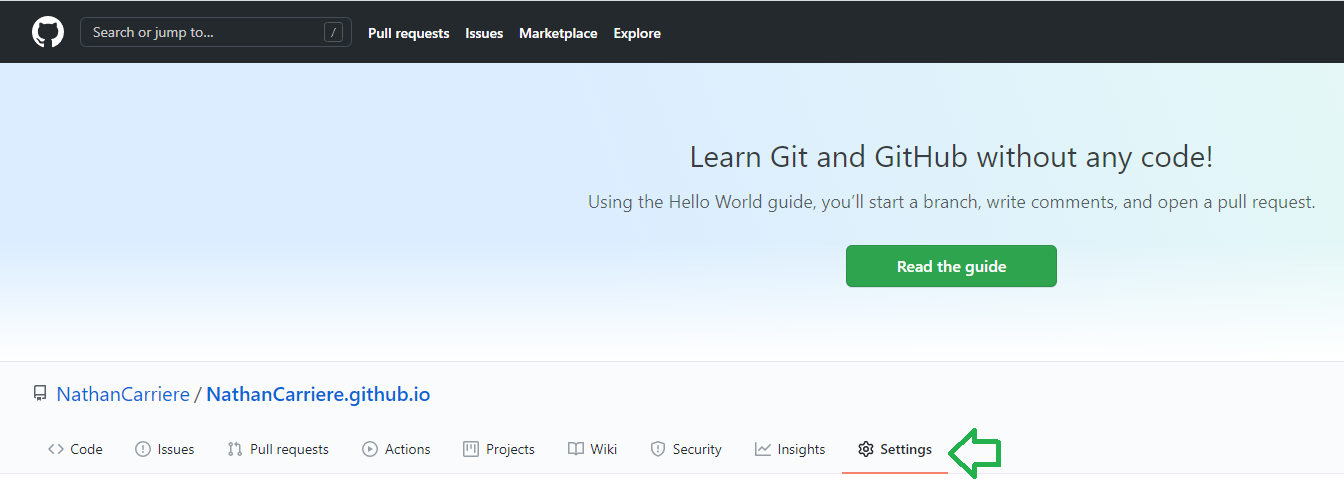 Search or jump to... /
Pull requests Issues Marketplace Explore
Learn Git and GitHub without any code!
Using the Hello World guide, you’ll start a branch, write comments, and open a pull request.
Read the guide
NathanCarriere / NathanCarriere.github.io
Code Issues Pull requests Actions Projects Wiki Security Insights Settings